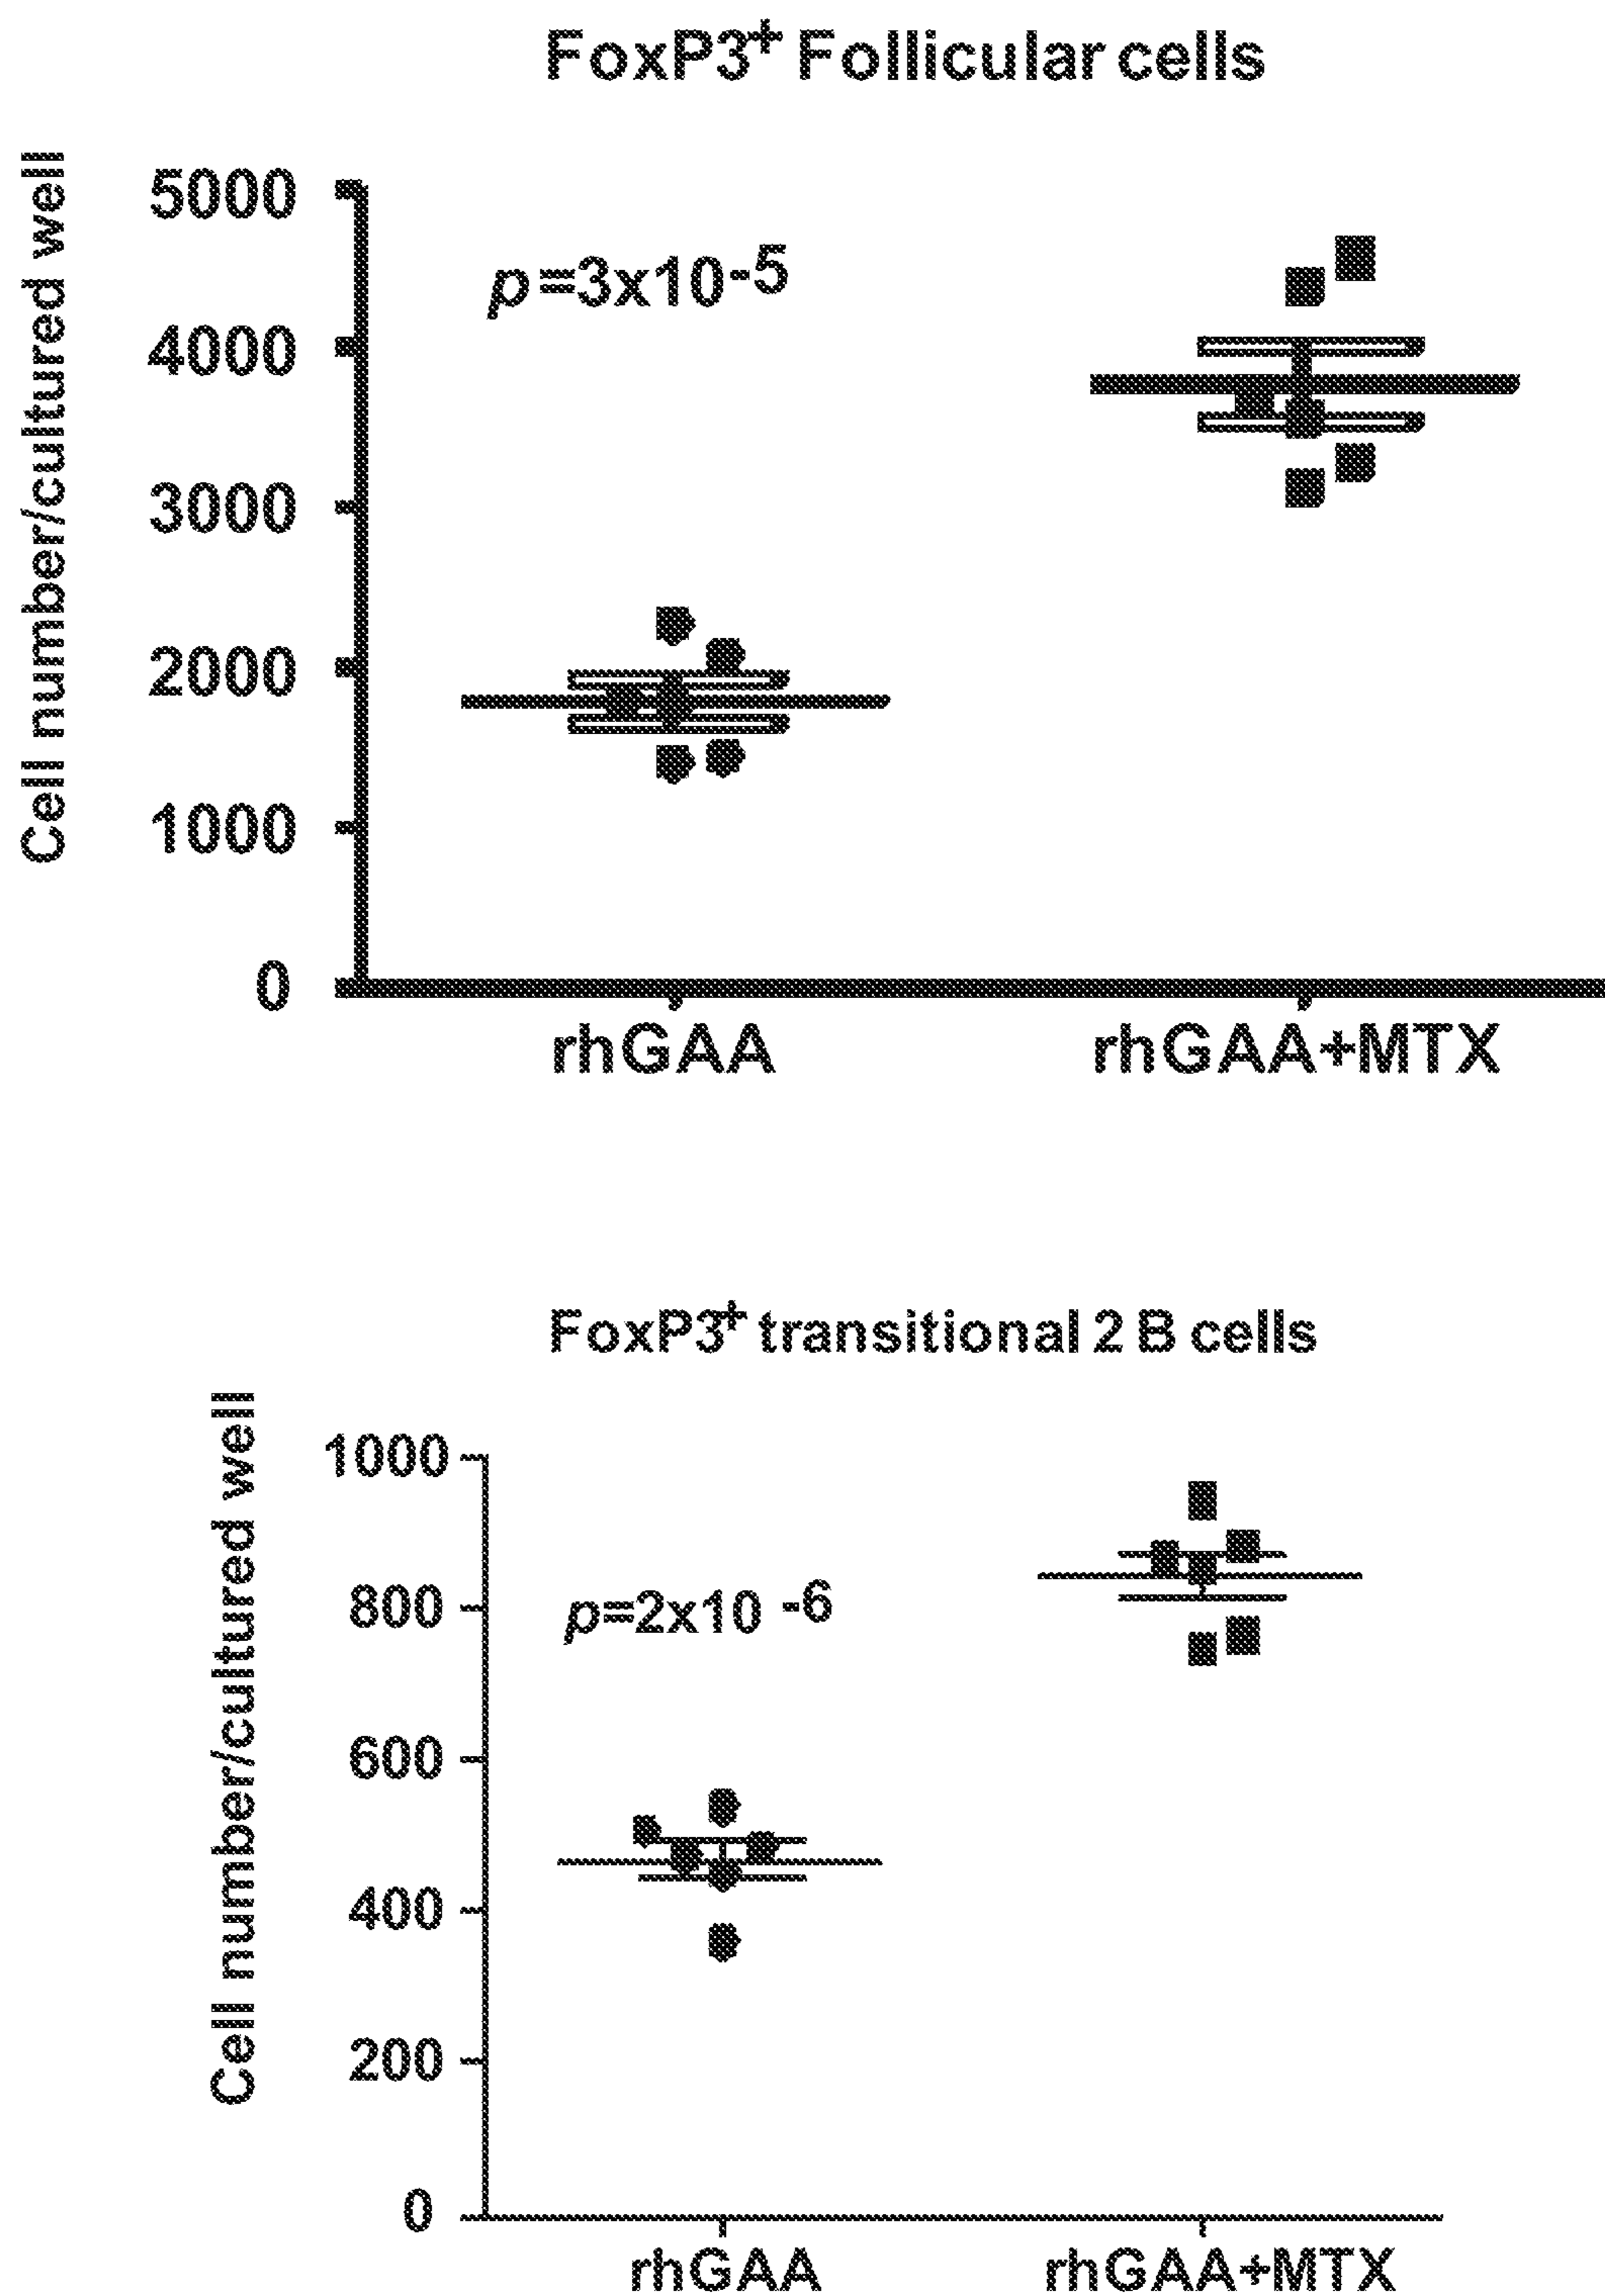 FoxP3⁺ Follicular cells
Cell number/cultured well
5000
p=3x10⁻⁵
4000
3000
2000
1000
0
rhGAA rhGAA+MTX
FoxP3⁺ transitional 2 B cells
Cell number/cultured well
1000
800
p=2x10⁻⁶
600
400
200
0
rhGAA rhGAA+MTX